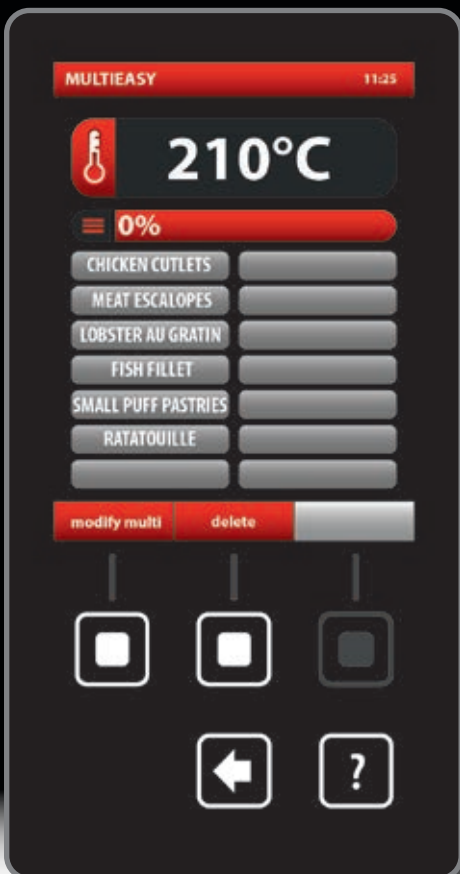 MULTIEASY 11:25
210°C
0%
CHICKEN CUTLETS
MEAT ESCALOPES
LOBSTER AU GRATIN
FISH FILLET
SMALL PUFF PASTRIES
RATATOUILLE
modify multi delete
?